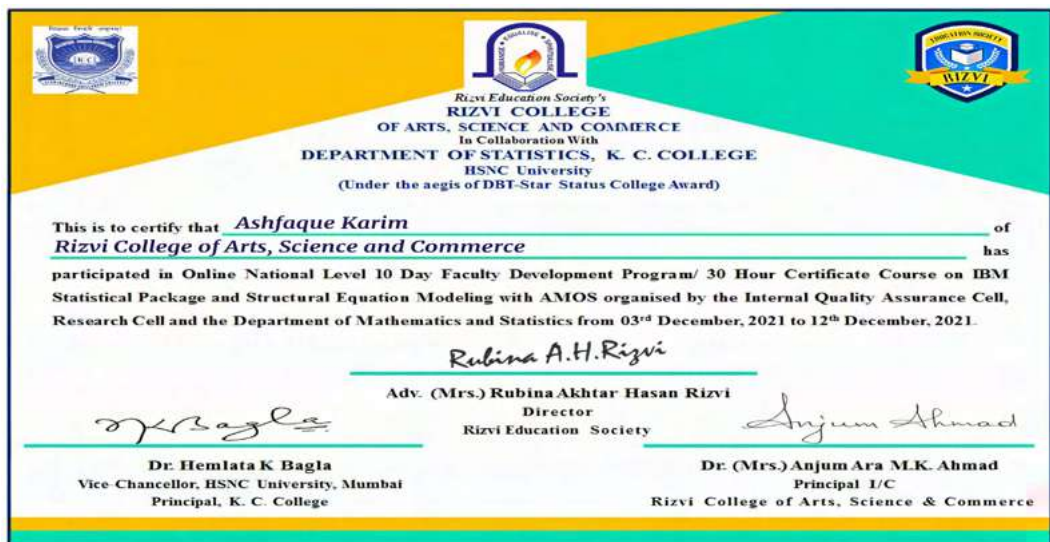 EDUCATION SOCIETY
RIZVI
Rizvi Education Society's
RIZVI COLLEGE
OF ARTS, SCIENCE AND COMMERCE
In Collaboration With
DEPARTMENT OF STATISTICS, K. C. COLLEGE
HSNC University
(Under the aegis of DBT-Star Status College Award)
This is to certify that Ashfaque Karim of
Rizvi College of Arts, Science and Commerce has
participated in Online National Level 10 Day Faculty Development Program/ 30 Hour Certificate Course on IBM
Statistical Package and Structural Equation Modeling with AMOS organised by the Internal Quality Assurance Cell,
Research Cell and the Department of Mathematics and Statistics from 03rd December, 2021 to 12th December, 2021.
Rubina A.H.Rizvi
Adv. (Mrs.) Rubina Akhtar Hasan Rizvi
Director
Rizvi Education Society
HKBagla
Dr. Hemlata K Bagla
Vice-Chancellor, HSNC University, Mumbai
Principal, K. C. College
Anjum Ahmad
Dr. (Mrs.) Anjum Ara M.K. Ahmad
Principal I/C
Rizvi College of Arts, Science & Commerce